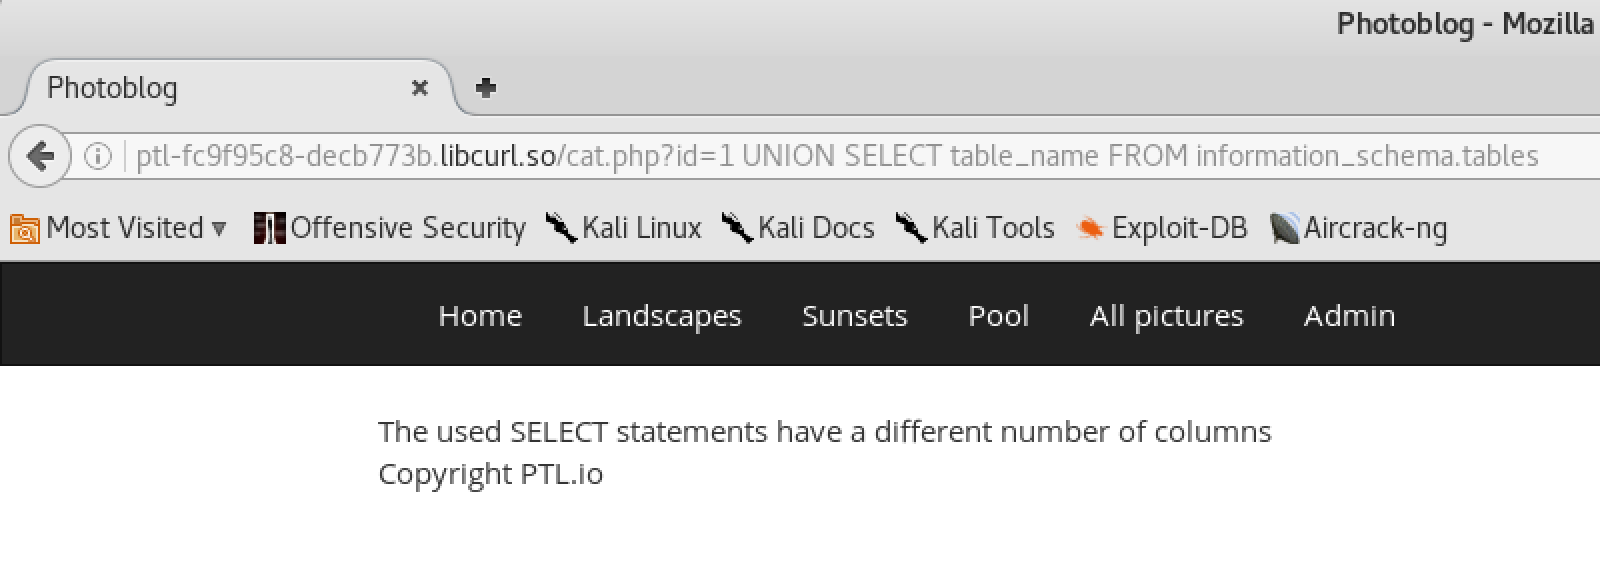 Photoblog - Mozilla
Photoblog
ptl-fc9f95c8-decb773b.libcurl.so/cat.php?id=1 UNION SELECT table_name FROM information_schema.tables
Most Visited Offensive Security Kali Linux Kali Docs Kali Tools Exploit-DB Aircrack-ng
Home Landscapes Sunsets Pool All pictures Admin
The used SELECT statements have a different number of columns
Copyright PTL.io